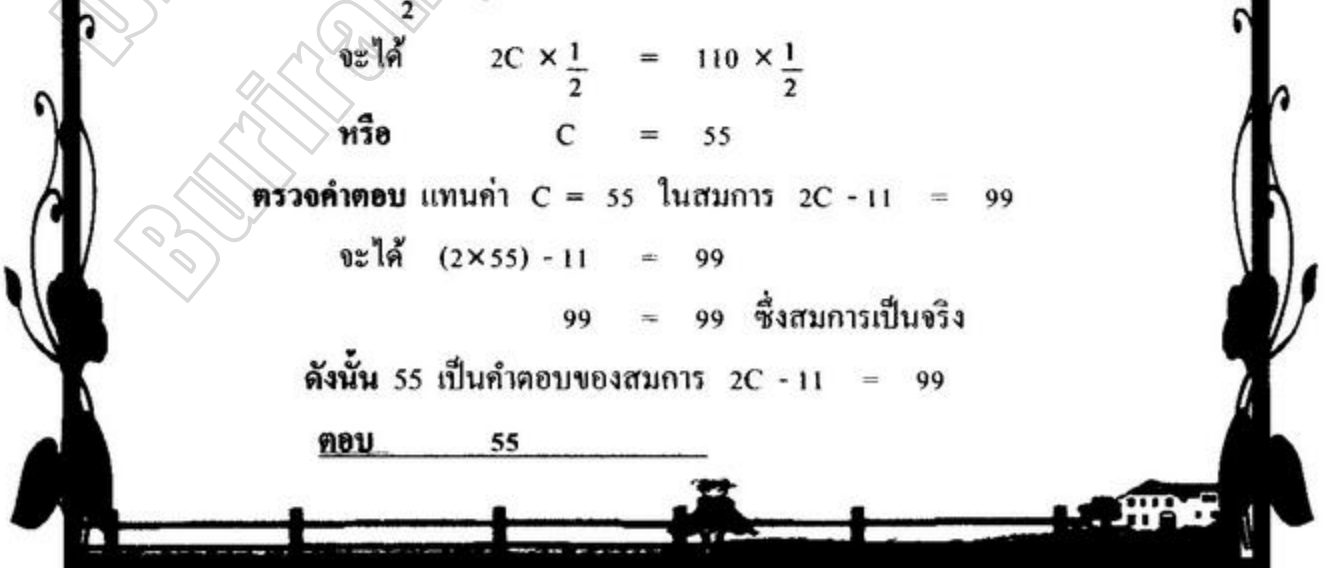 2
จะได้ 2C × 1/2 = 110 × 1/2
หรือ C = 55
ตรวจคำตอบ แทนค่า C = 55 ในสมการ 2C - 11 = 99
จะได้ (2×55) - 11 = 99
99 = 99 ซึ่งสมการเป็นจริง
ดังนั้น 55 เป็นคำตอบของสมการ 2C - 11 = 99
ตอบ 55